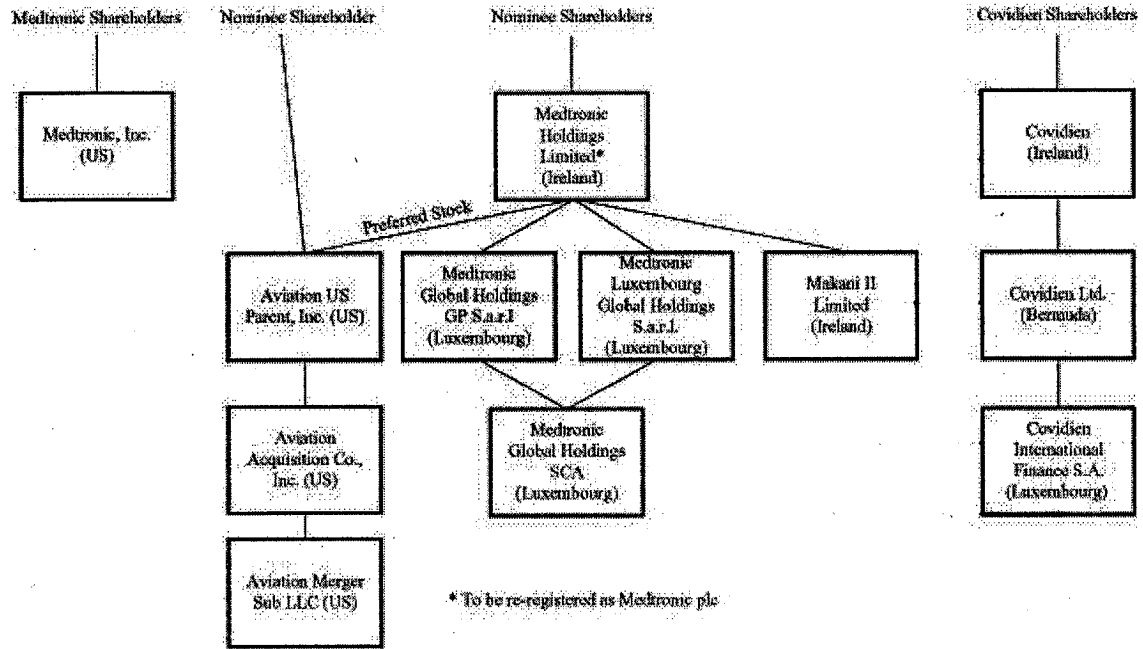 Medtronic Shareholders
Nominee Shareholder
Nominee Shareholders
Covidien Shareholders
Medtronic, Inc.
(US)
Medtronic
Holdings
Limited*
(Ireland)
Covidien
(Ireland)
Preferred Stock
Aviation US
Parent, Inc. (US)
Medtronic
Global Holdings
GP S.a.r.l
(Luxembourg)
Medtronic
Luxembourg
Global Holdings
S.a.r.l.
(Luxembourg)
Makani II
Limited
(Ireland)
Covidien Ltd.
(Bermuda)
Aviation
Acquisition Co.,
Inc. (US)
Medtronic
Global Holdings
SCA
(Luxembourg)
Covidien
International
Finance S.A.
(Luxembourg)
Aviation Merger
Sub LLC (US)
* To be re-registered as Medtronic plc